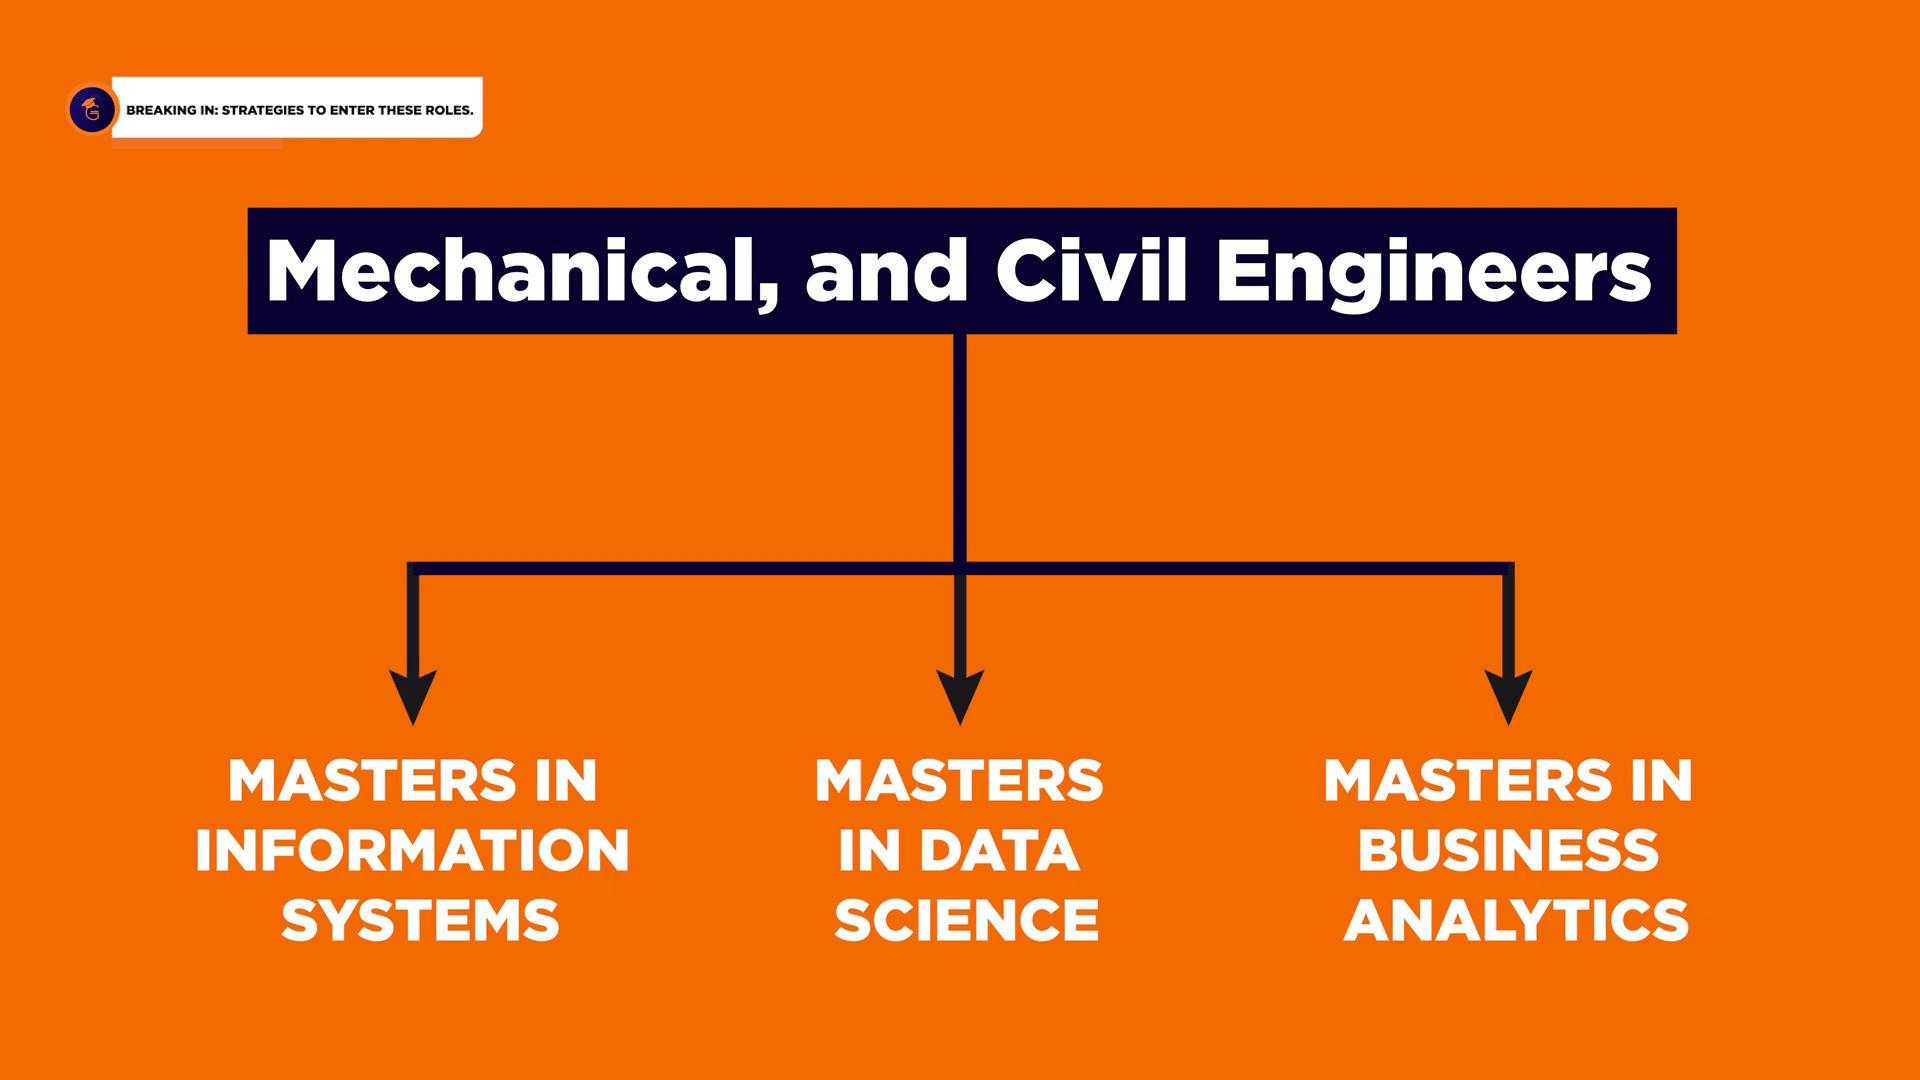 BREAKING IN: STRATEGIES TO ENTER THESE ROLES.
Mechanical, and Civil Engineers
MASTERS IN
INFORMATION
SYSTEMS
MASTERS
IN DATA
SCIENCE
MASTERS IN
BUSINESS
ANALYTICS